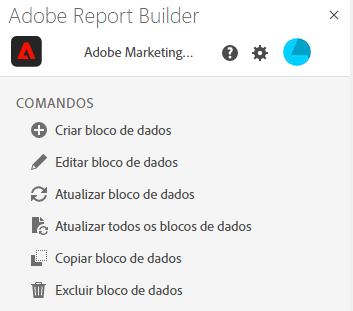 Adobe Report Builder
Adobe Marketing...
COMANDOS
Criar bloco de dados
Editar bloco de dados
Atualizar bloco de dados
Atualizar todos os blocos de dados
Copiar bloco de dados
Excluir bloco de dados